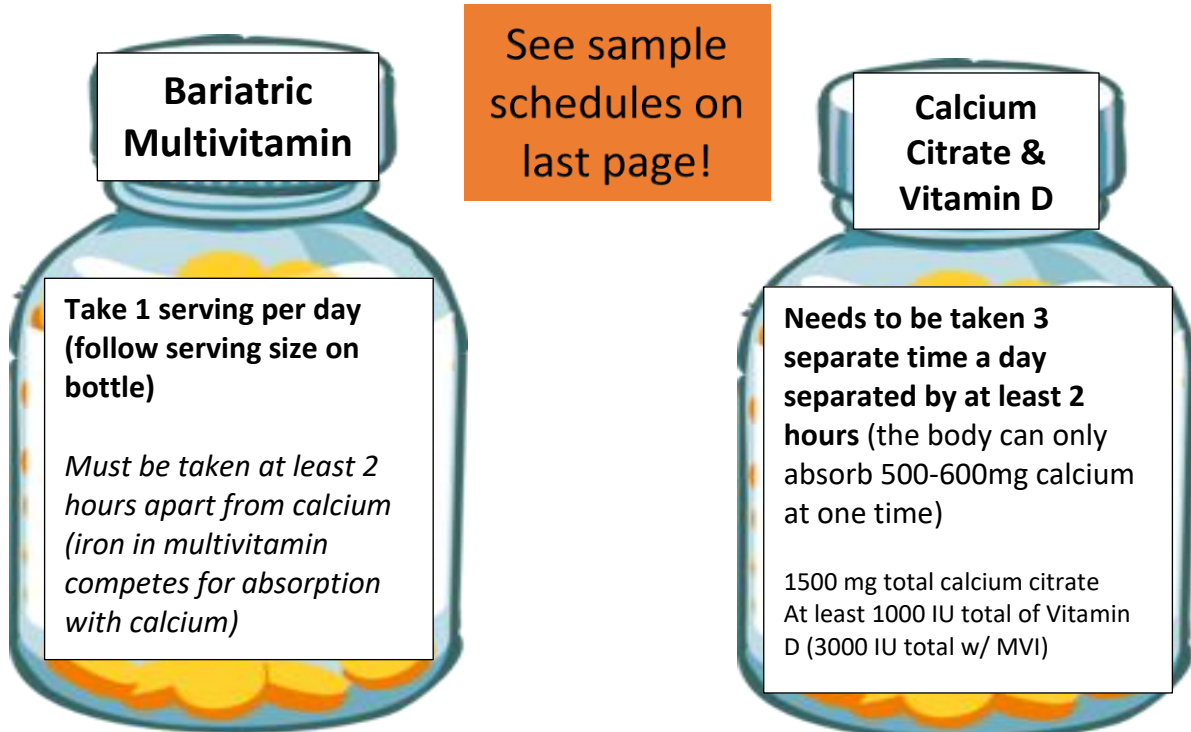 Bariatric
Multivitamin
See sample
schedules on
last page!
Calcium
Citrate &
Vitamin D
Take 1 serving per day
(follow serving size on
bottle)
Must be taken at least 2
hours apart from calcium
(iron in multivitamin
competes for absorption
with calcium)
Needs to be taken 3
separate time a day
separated by at least 2
hours (the body can only
absorb 500-600mg calcium
at one time)
1500 mg total calcium citrate
At least 1000 IU total of Vitamin
D (3000 IU total w/ MVI)